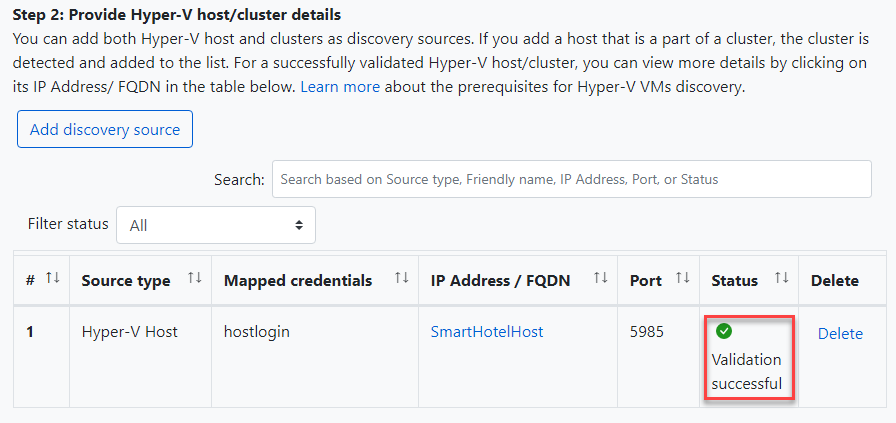 Step 2: Provide Hyper-V host/cluster details
You can add both Hyper-V host and clusters as discovery sources. If you add a host that is a part of a cluster, the cluster is
detected and added to the list. For a successfully validated Hyper-V host/cluster, you can view more details by clicking on
its IP Address/ FQDN in the table below. Learn more about the prerequisites for Hyper-V VMs discovery.
Add discovery source
Search: Search based on Source type, Friendly name, IP Address, Port, or Status
Filter status All
# Source type Mapped credentials IP Address / FQDN Port Status Delete
1 Hyper-V Host hostlogin SmartHotelHost 5985 Validation successful Delete